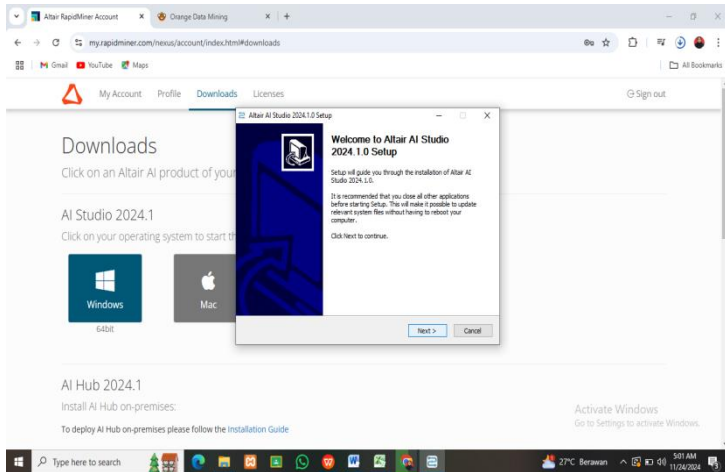 Altair RapidMiner Account
Orange Data Mining
my.rapidminer.com/nexus/account/index.html#downloads
Gmail
YouTube
Maps
All Bookmarks
My Account
Profile
Downloads
Licenses
Sign out
Downloads
Click on an Altair AI product of your
AI Studio 2024.1
Click on your operating system to start th
Windows
Mac
64bit
AI Hub 2024.1
Install AI Hub on-premises:
To deploy AI Hub on-premises please follow the Installation Guide
Altair AI Studio 2024.1.0 Setup
Welcome to Altair AI Studio
2024.1.0 Setup
Setup will guide you through the installation of Altair AI
Studio 2024.1.0.
It is recommended that you close all other applications
before starting Setup. This will make it possible to update
relevant system files without having to reboot your
computer.
Click Next to continue.
Next >
Cancel
Activate Windows
Go to Settings to activate Windows.
Type here to search
27°C Berawan
5:01 AM
11/24/2024